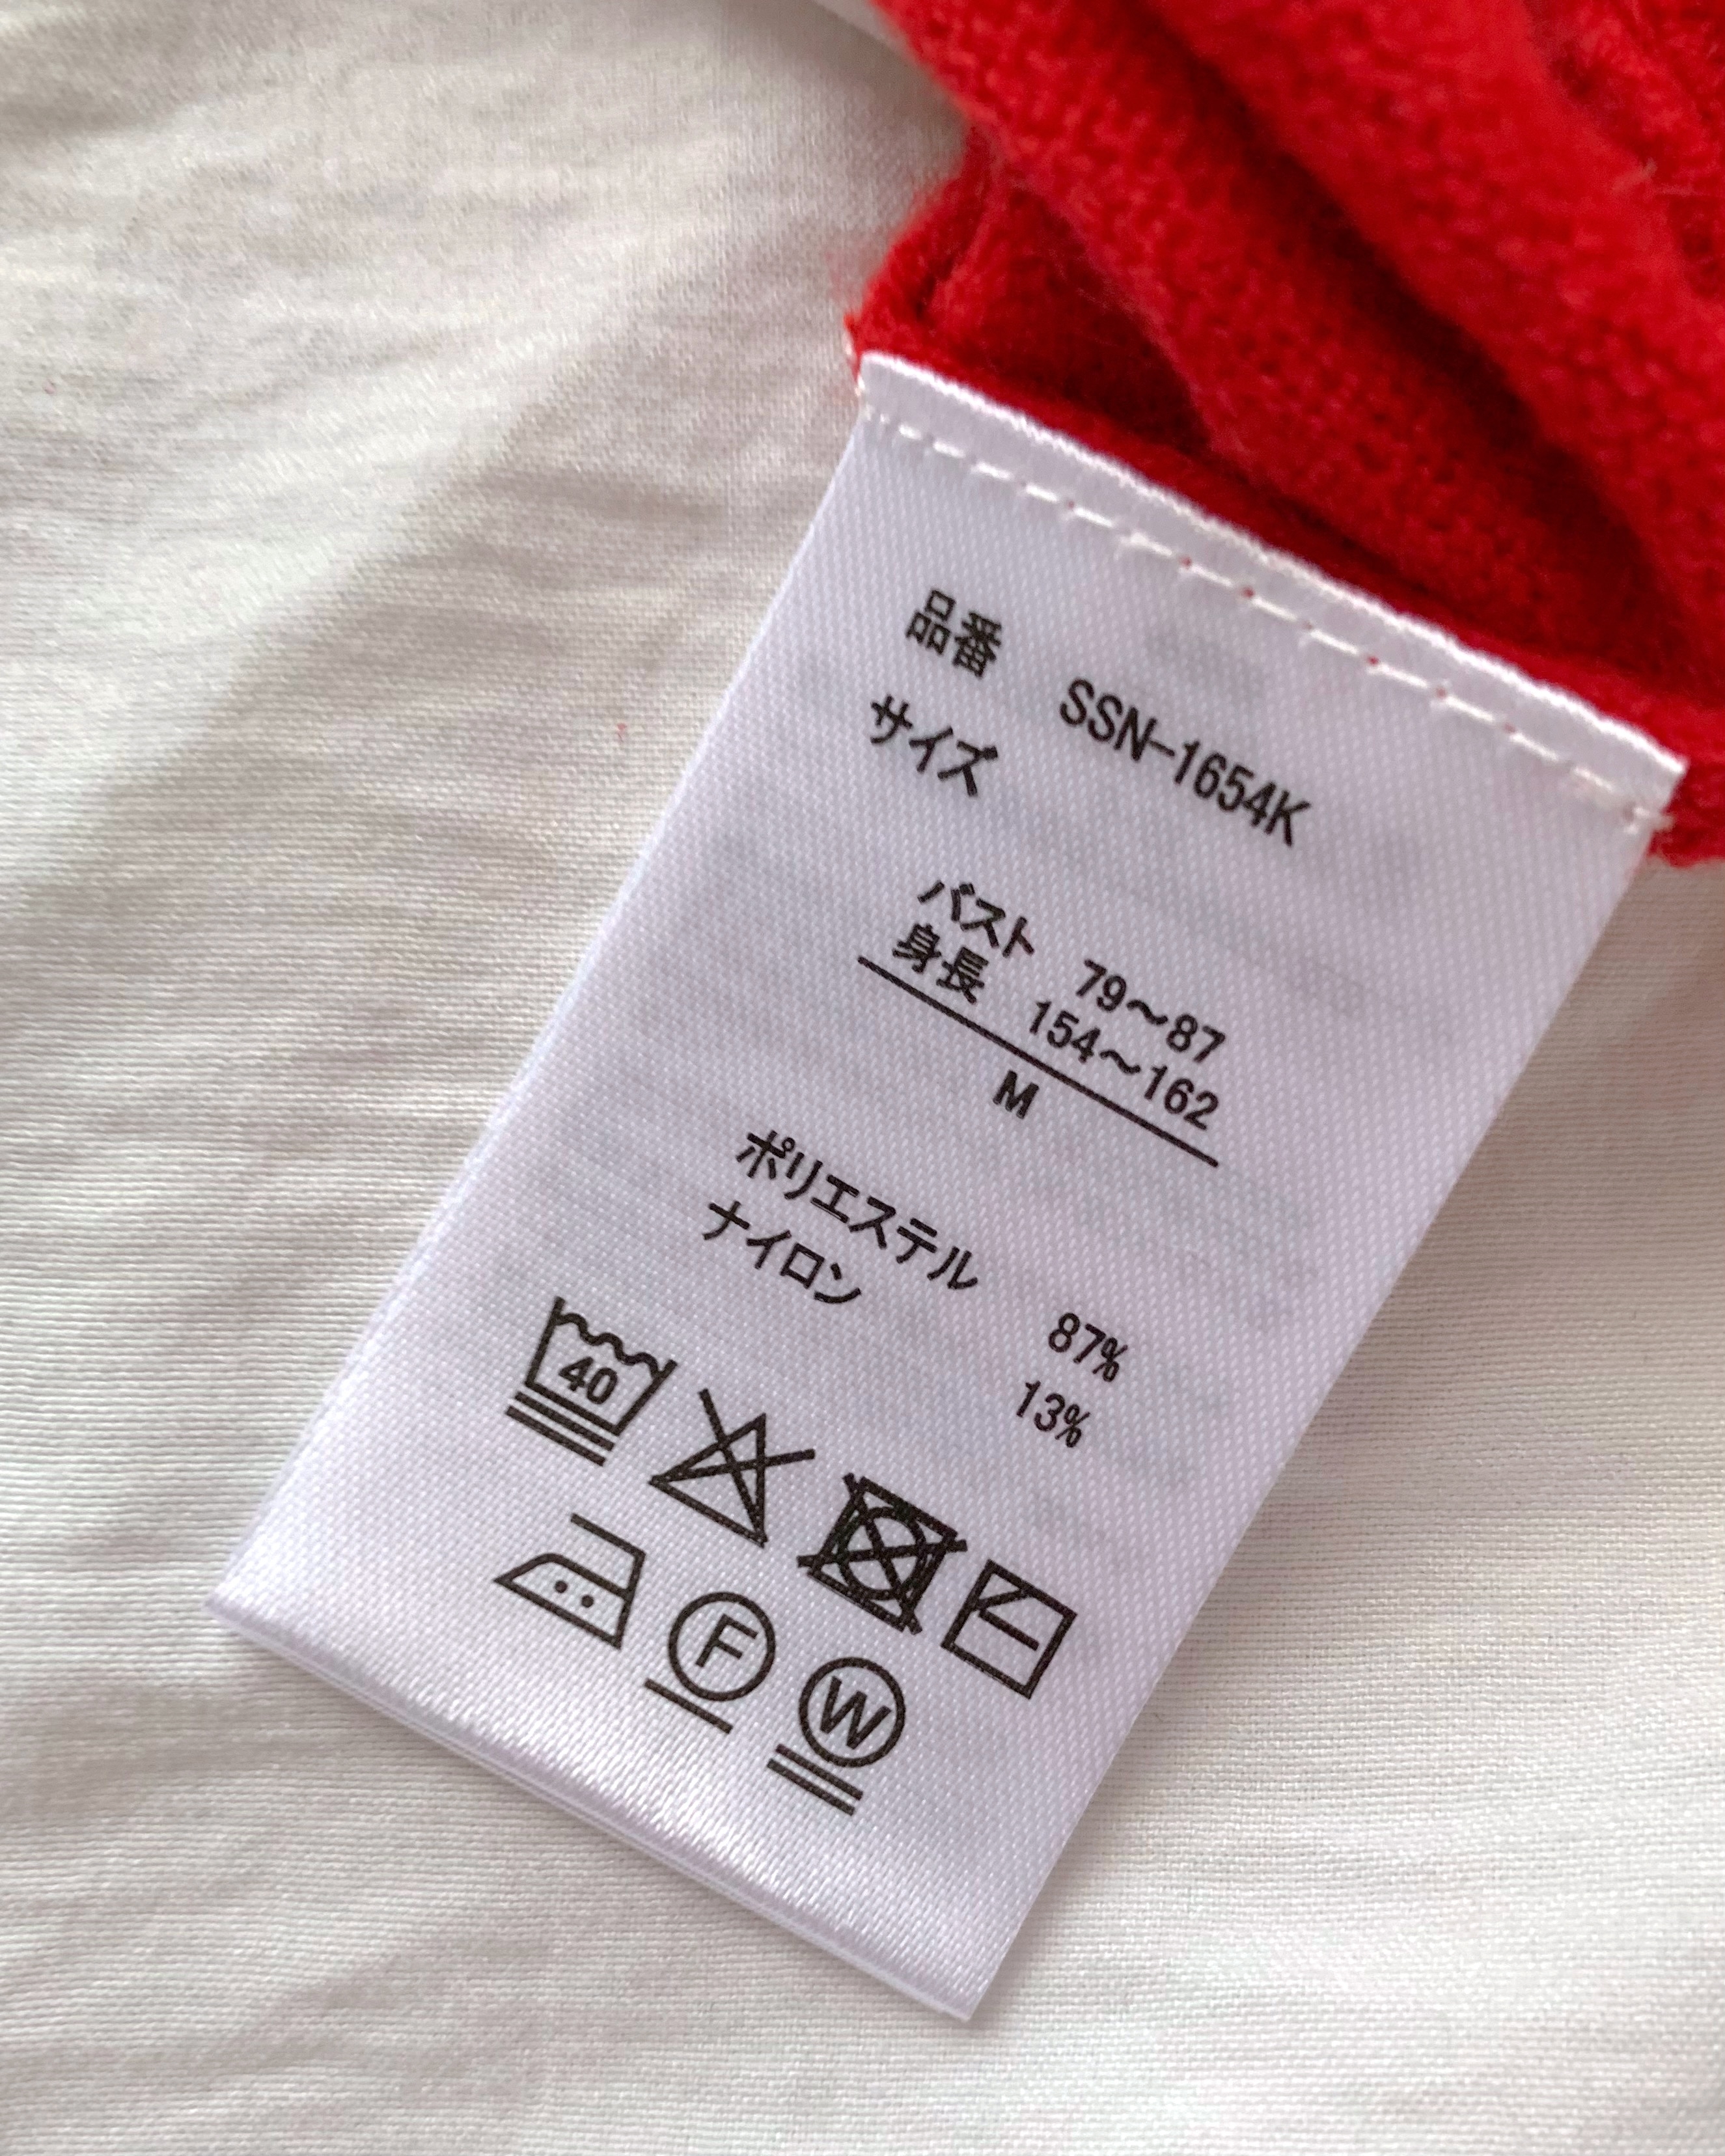 品番 SSN-1654K
サイズ
バスト 79～87
身長 154～162
M
ポリエステル 87%
ナイロン 13%
40
F
W